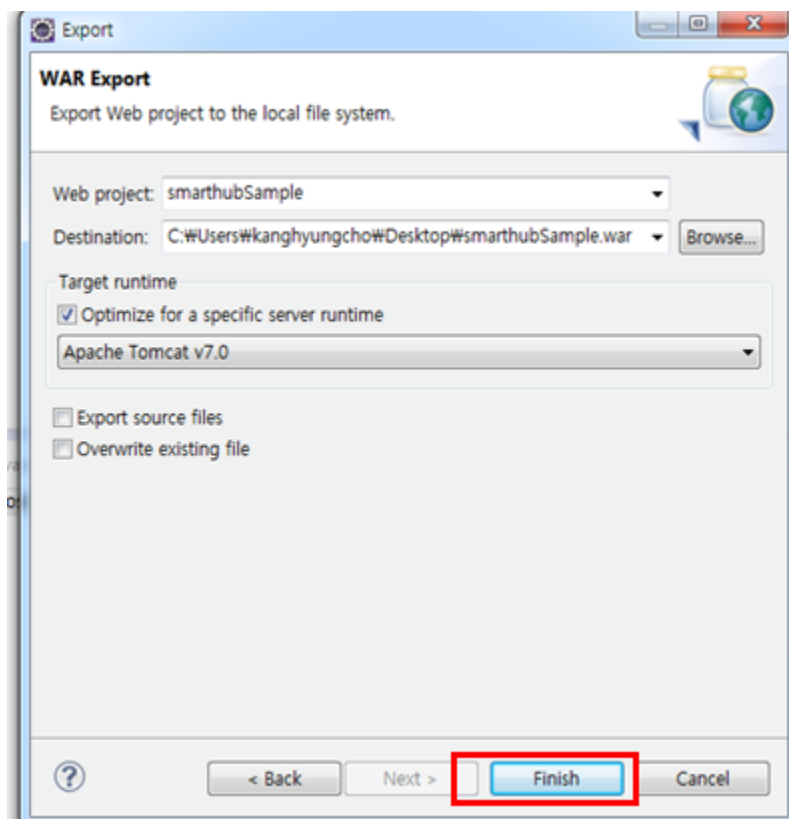 Export
WAR Export
Export Web project to the local file system.
Web project: smarthubSample
Destination: C:₩Users₩kanghyungcho₩Desktop₩smarthubSample.war Browse...
Target runtime
Optimize for a specific server runtime
Apache Tomcat v7.0
Export source files
Overwrite existing file
? < Back Next > Finish Cancel